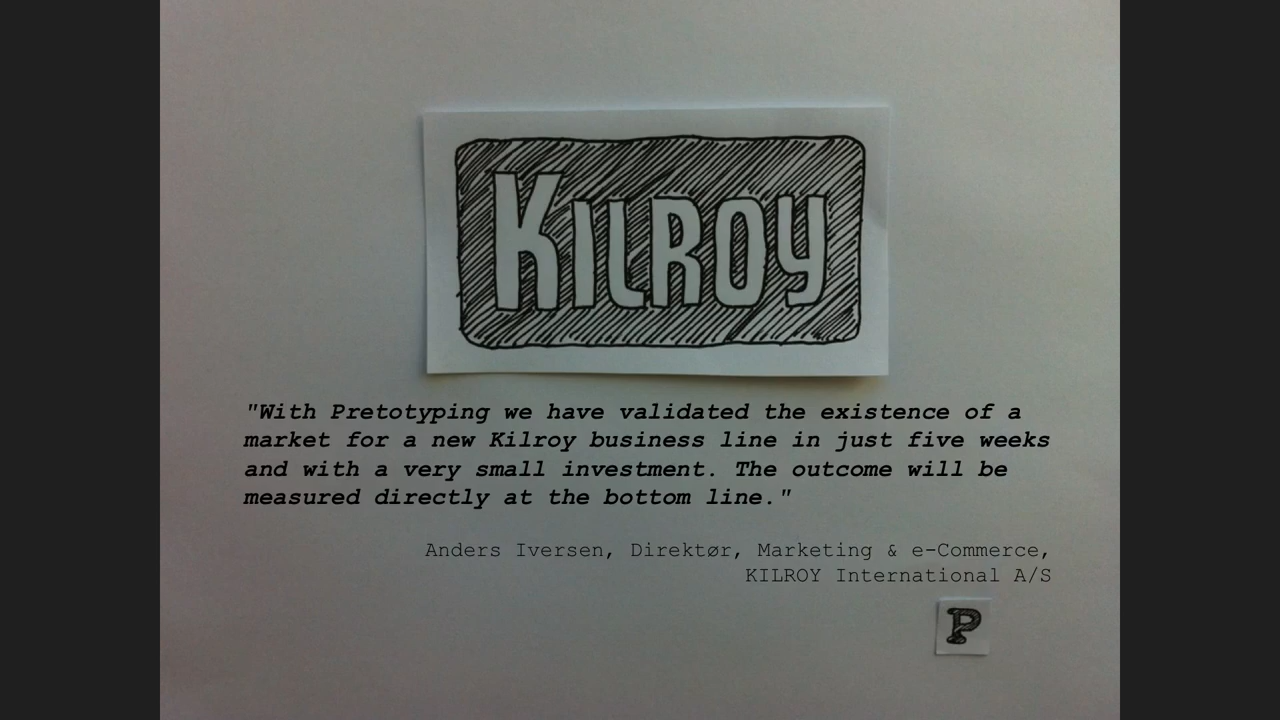 KILROY
"With Pretotyping we have validated the existence of a
market for a new Kilroy business line in just five weeks
and with a very small investment. The outcome will be
measured directly at the bottom line."
Anders Iversen, Direktør, Marketing & e-Commerce,
KILROY International A/S
P